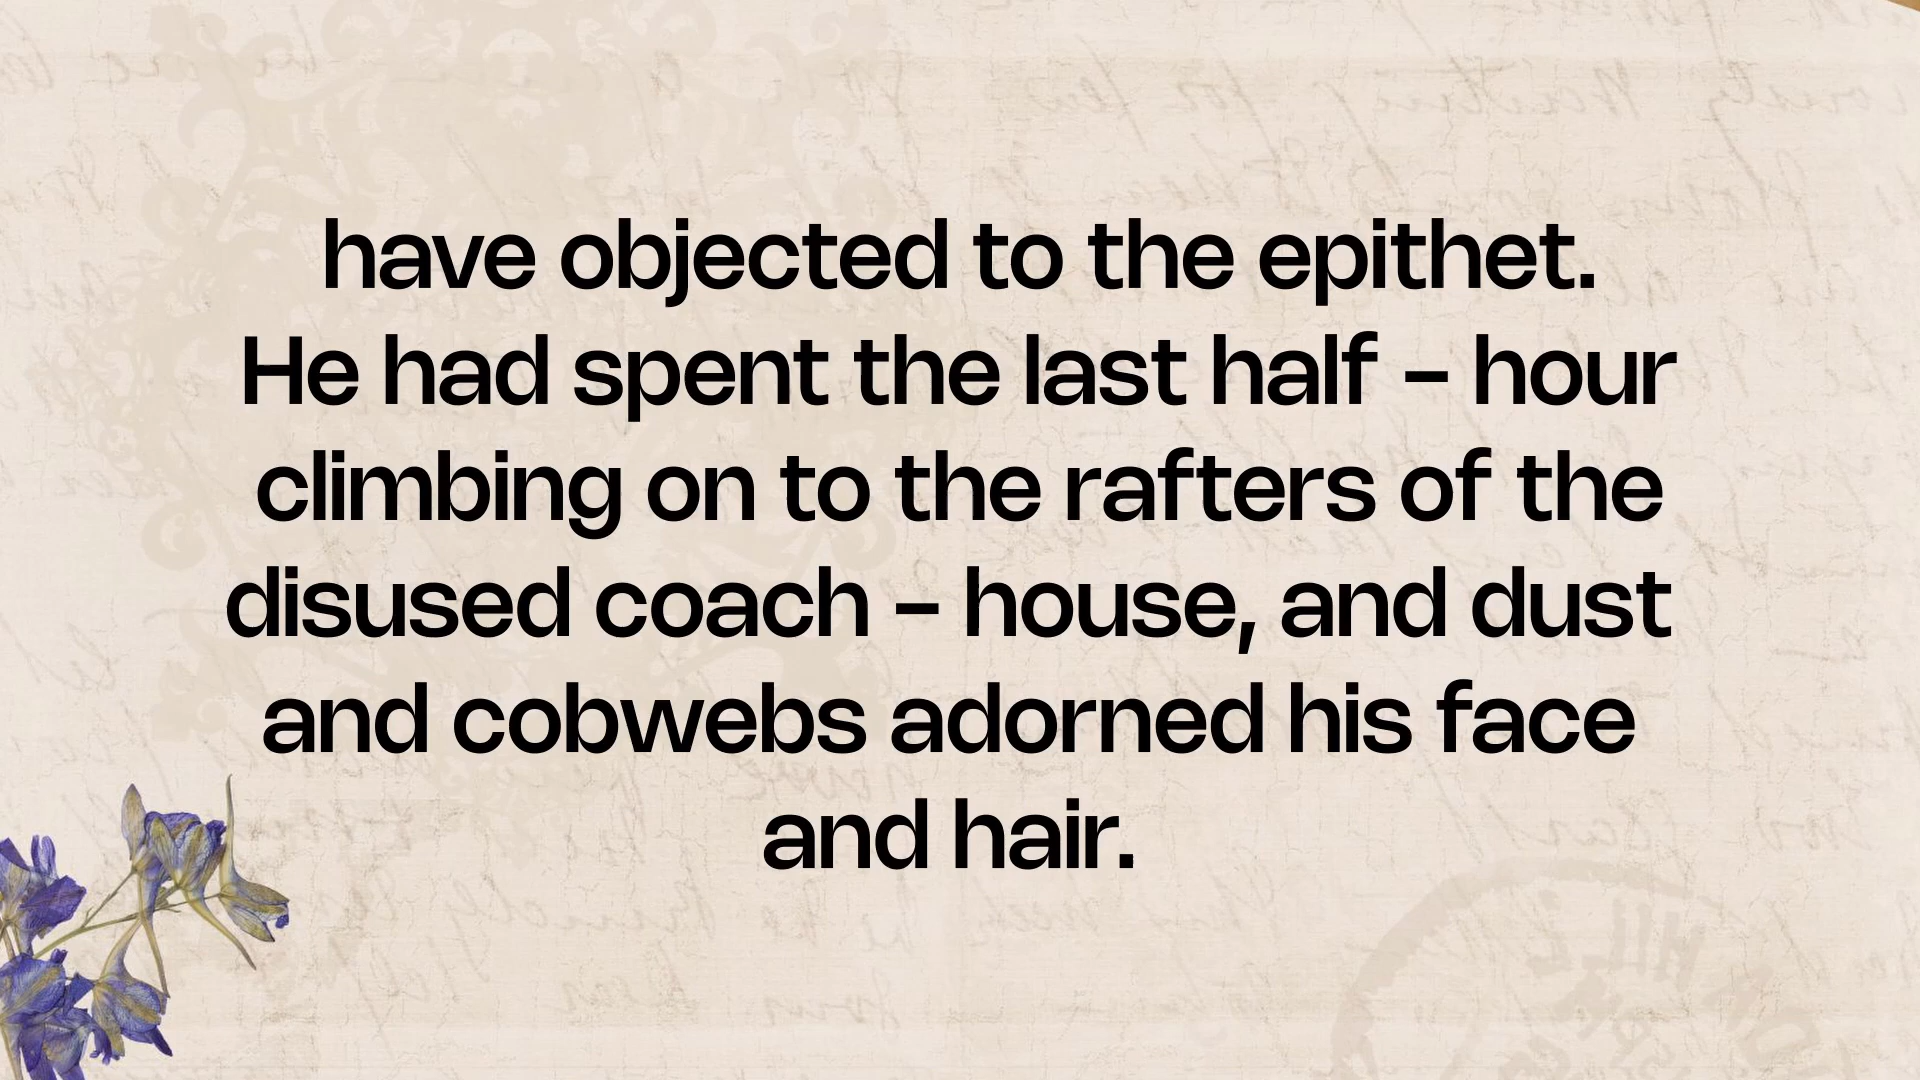 have objected to the epithet.
He had spent the last half – hour
climbing on to the rafters of the
disused coach – house, and dust
and cobwebs adorned his face
and hair.